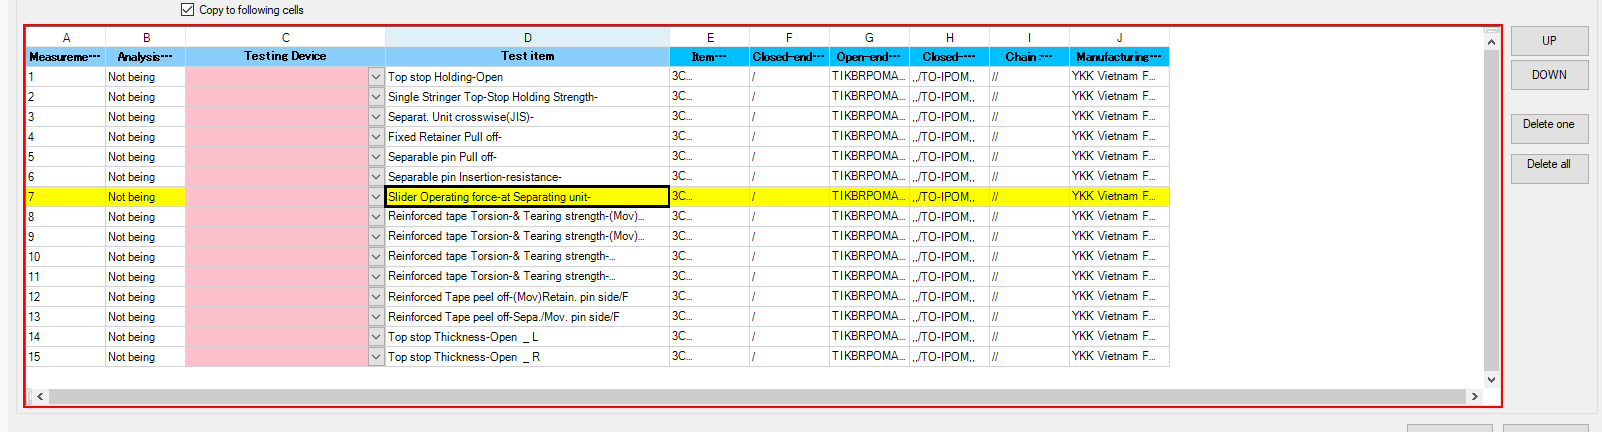 Copy to following cells
A B C D E F G H I J
Measureme--- Analysis--- Testing Device Test item Item--- Closed-end--- Open-end--- Closed---- Chain :--- Manufacturing---
1 Not being Top stop Holding-Open 3C... / TIKBRPOMA... ,,/TO-IPOM,, // YKK Vietnam F...
2 Not being Single Stringer Top-Stop Holding Strength- 3C... / TIKBRPOMA... ,,/TO-IPOM,, // YKK Vietnam F...
3 Not being Separat. Unit crosswise(JIS)- 3C... / TIKBRPOMA... ,,/TO-IPOM,, // YKK Vietnam F...
4 Not being Fixed Retainer Pull off- 3C... / TIKBRPOMA... ,,/TO-IPOM,, // YKK Vietnam F...
5 Not being Separable pin Pull off- 3C... / TIKBRPOMA... ,,/TO-IPOM,, // YKK Vietnam F...
6 Not being Separable pin Insertion-resistance- 3C... / TIKBRPOMA... ,,/TO-IPOM,, // YKK Vietnam F...
7 Not being Slider Operating force-at Separating unit- 3C... / TIKBRPOMA... ,,/TO-IPOM,, // YKK Vietnam F...
8 Not being Reinforced tape Torsion-& Tearing strength-(Mov)... 3C... / TIKBRPOMA... ,,/TO-IPOM,, // YKK Vietnam F...
9 Not being Reinforced tape Torsion-& Tearing strength-(Mov)... 3C... / TIKBRPOMA... ,,/TO-IPOM,, // YKK Vietnam F...
10 Not being Reinforced tape Torsion-& Tearing strength-... 3C... / TIKBRPOMA... ,,/TO-IPOM,, // YKK Vietnam F...
11 Not being Reinforced tape Torsion-& Tearing strength-... 3C... / TIKBRPOMA... ,,/TO-IPOM,, // YKK Vietnam F...
12 Not being Reinforced Tape peel off-(Mov)Retain. pin side/F 3C... / TIKBRPOMA... ,,/TO-IPOM,, // YKK Vietnam F...
13 Not being Reinforced Tape peel off-Sepa./Mov. pin side/F 3C... / TIKBRPOMA... ,,/TO-IPOM,, // YKK Vietnam F...
14 Not being Top stop Thickness-Open _ L 3C... / TIKBRPOMA... ,,/TO-IPOM,, // YKK Vietnam F...
15 Not being Top stop Thickness-Open _ R 3C... / TIKBRPOMA... ,,/TO-IPOM,, // YKK Vietnam F...
UP
DOWN
Delete one
Delete all